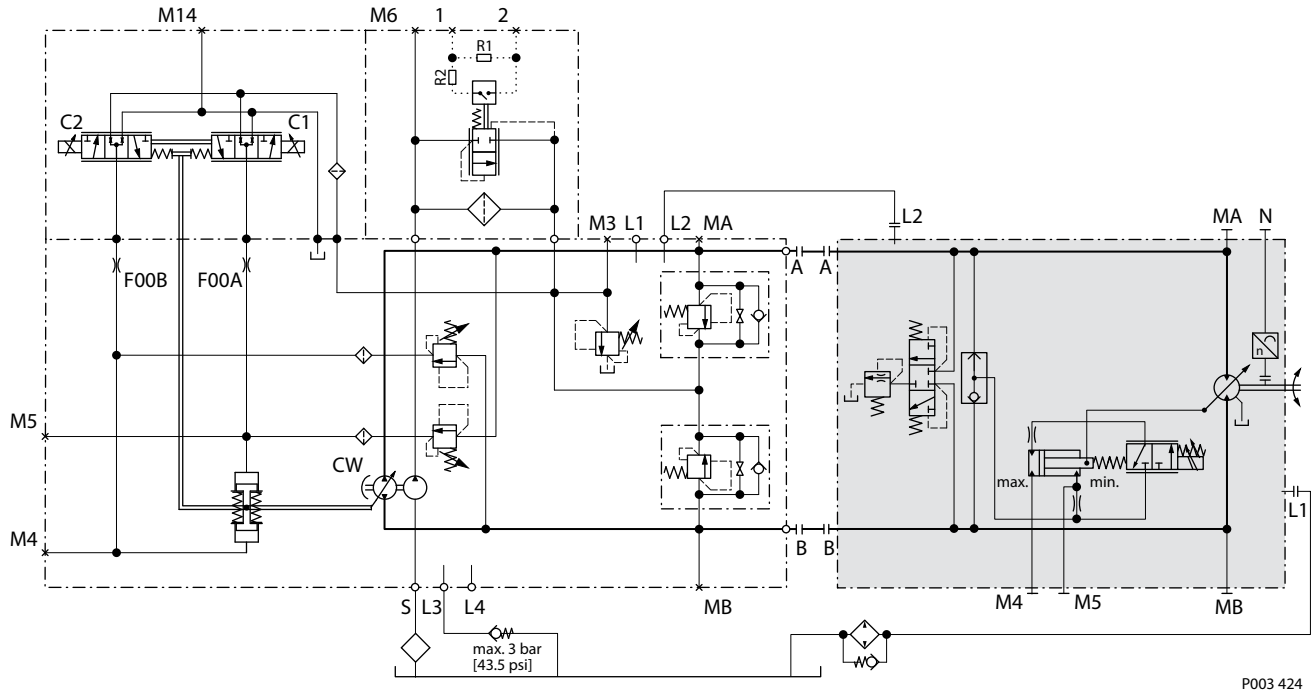 M14
M6
1
2
R1
R2
C2
C1
F00B
F00A
M3
L1
L2
MA
L2
MA
N
A
A
n
M5
CW
max.
min.
M4
B
B
L1
S
L3
L4
MB
M4
M5
MB
max. 3 bar
[43.5 psi]
P003 424